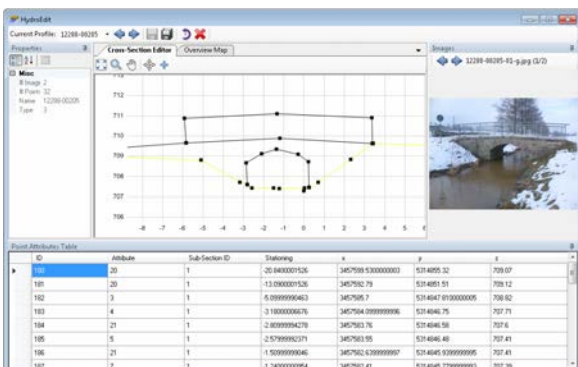 HydroEdit
Current Profile: 12288-00205
Properties
Cross-Section Editor
Overview Map
Images
12288-00205-01-g.jpg (1/2)
Misc
# Image 2
# Point 32
Name 12288-00205
Type 3
712
711
710
709
708
707
706
-8 -7 -6 -5 -4 -3 -2 -1 0 1 2 3 4 5
Point Attributes Table
ID Attribute Sub-Section ID Stationing x y z
180 20 1 -20.8400001526 3457599.5300000003 5314855.32 709.07
181 20 1 -13.0900001526 3457592.79 5314851.51 709.12
182 3 1 -5.09999990463 3457585.7 5314847.8100000005 708.82
183 4 1 -3.18000006676 3457584.0999999996 5314846.75 707.71
184 21 1 -2.80999994278 3457583.76 5314846.58 707.6
185 5 1 -2.57999992371 3457583.55 5314846.48 707.41
186 21 1 -1.50999999046 3457582.6399999997 5314845.9399999995 707.41